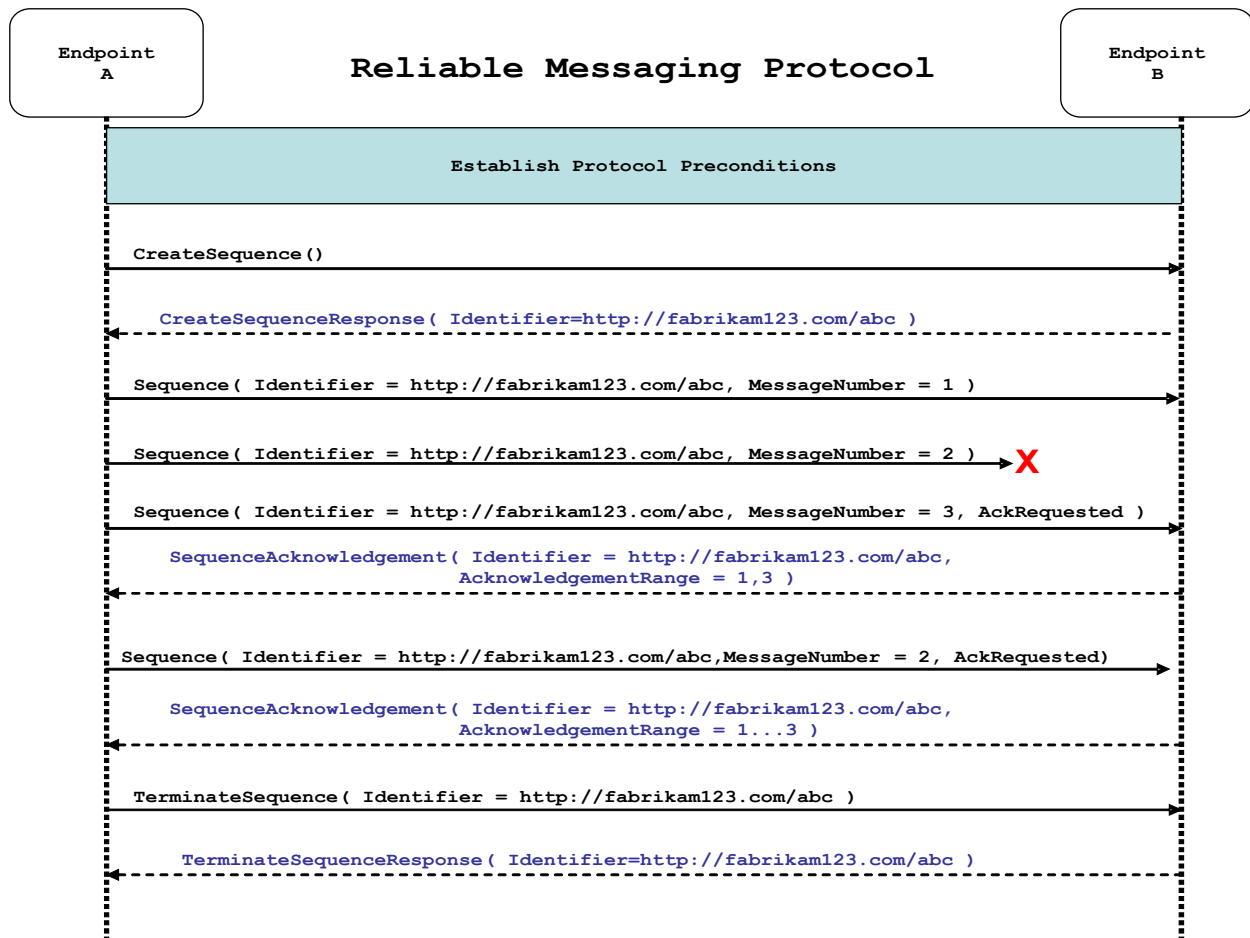 Endpoint
A
Reliable Messaging Protocol
Endpoint
B
Establish Protocol Preconditions
CreateSequence()
CreateSequenceResponse( Identifier=http://fabrikam123.com/abc )
Sequence( Identifier = http://fabrikam123.com/abc, MessageNumber = 1 )
Sequence( Identifier = http://fabrikam123.com/abc, MessageNumber = 2 )
X
Sequence( Identifier = http://fabrikam123.com/abc, MessageNumber = 3, AckRequested )
SequenceAcknowledgement( Identifier = http://fabrikam123.com/abc,
AcknowledgementRange = 1,3 )
Sequence( Identifier = http://fabrikam123.com/abc,MessageNumber = 2, AckRequested)
SequenceAcknowledgement( Identifier = http://fabrikam123.com/abc,
AcknowledgementRange = 1...3 )
TerminateSequence( Identifier = http://fabrikam123.com/abc )
TerminateSequenceResponse( Identifier=http://fabrikam123.com/abc )